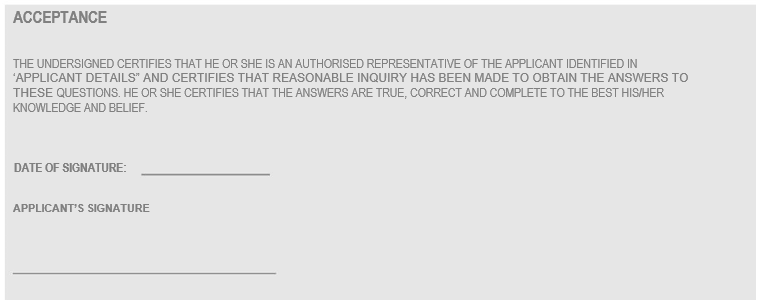 ACCEPTANCE
THE UNDERSIGNED CERTIFIES THAT HE OR SHE IS AN AUTHORISED REPRESENTATIVE OF THE APPLICANT IDENTIFIED IN
‘APPLICANT DETAILS” AND CERTIFIES THAT REASONABLE INQUIRY HAS BEEN MADE TO OBTAIN THE ANSWERS TO
THESE QUESTIONS. HE OR SHE CERTIFIES THAT THE ANSWERS ARE TRUE, CORRECT AND COMPLETE TO THE BEST HIS/HER
KNOWLEDGE AND BELIEF.
DATE OF SIGNATURE:
APPLICANT’S SIGNATURE